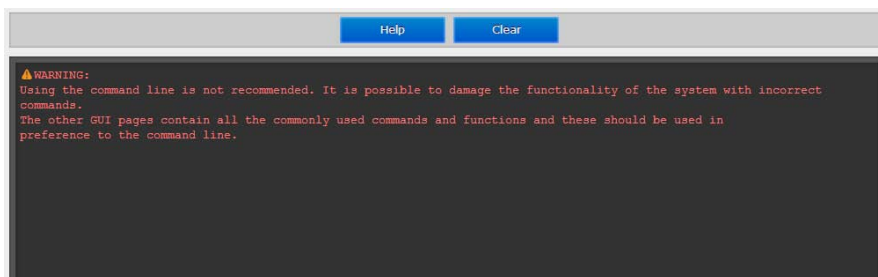 Help Clear
⚠WARNING:
Using the command line is not recommended. It is possible to damage the functionality of the system with incorrect
commands.
The other GUI pages contain all the commonly used commands and functions and these should be used in
preference to the command line.